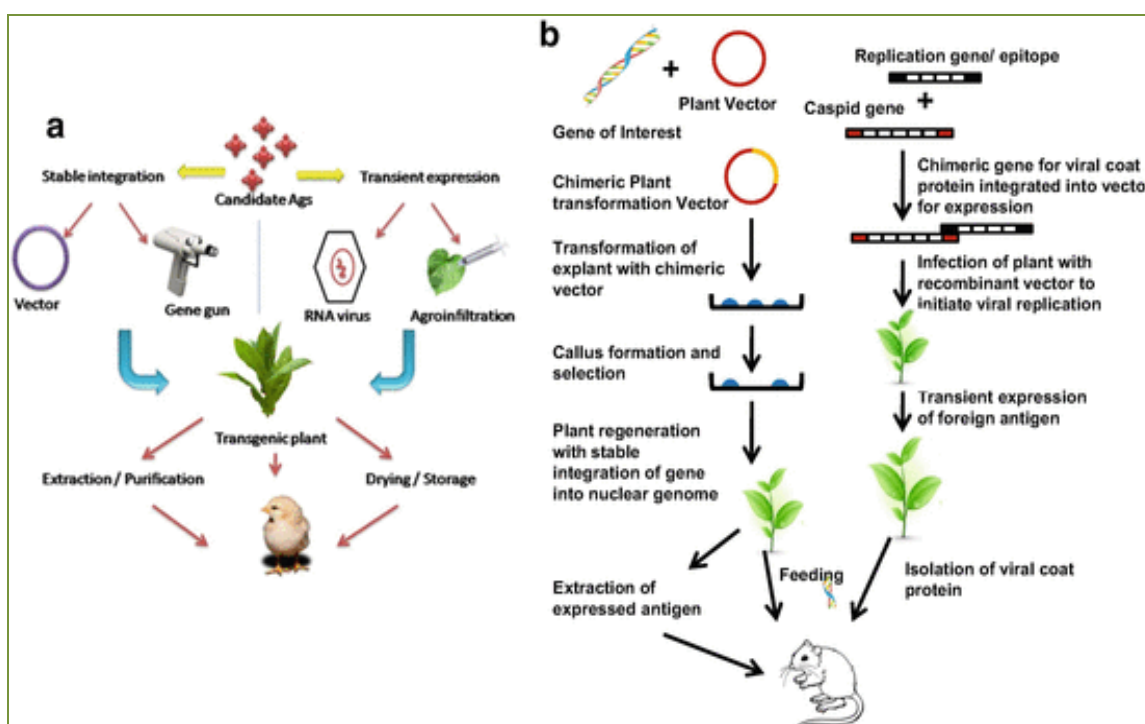 a
Stable integration
Candidate Ags
Transient expression
Vector
Gene gun
RNA virus
Agroinfiltration
Transgenic plant
Extraction / Purification
Drying / Storage
b
Plant Vector
Gene of Interest
Chimeric Plant
transformation Vector
Transformation of
explant with chimeric
vector
Callus formation and
selection
Plant regeneration
with stable
integration of gene
into nuclear genome
Extraction of
expressed antigen
Feeding
Replication gene/ epitope
Caspid gene
Chimeric gene for viral coat
protein integrated into vector
for expression
Infection of plant with
recombinant vector to
initiate viral replication
Transient expression
of foreign antigen
Isolation of viral coat
protein